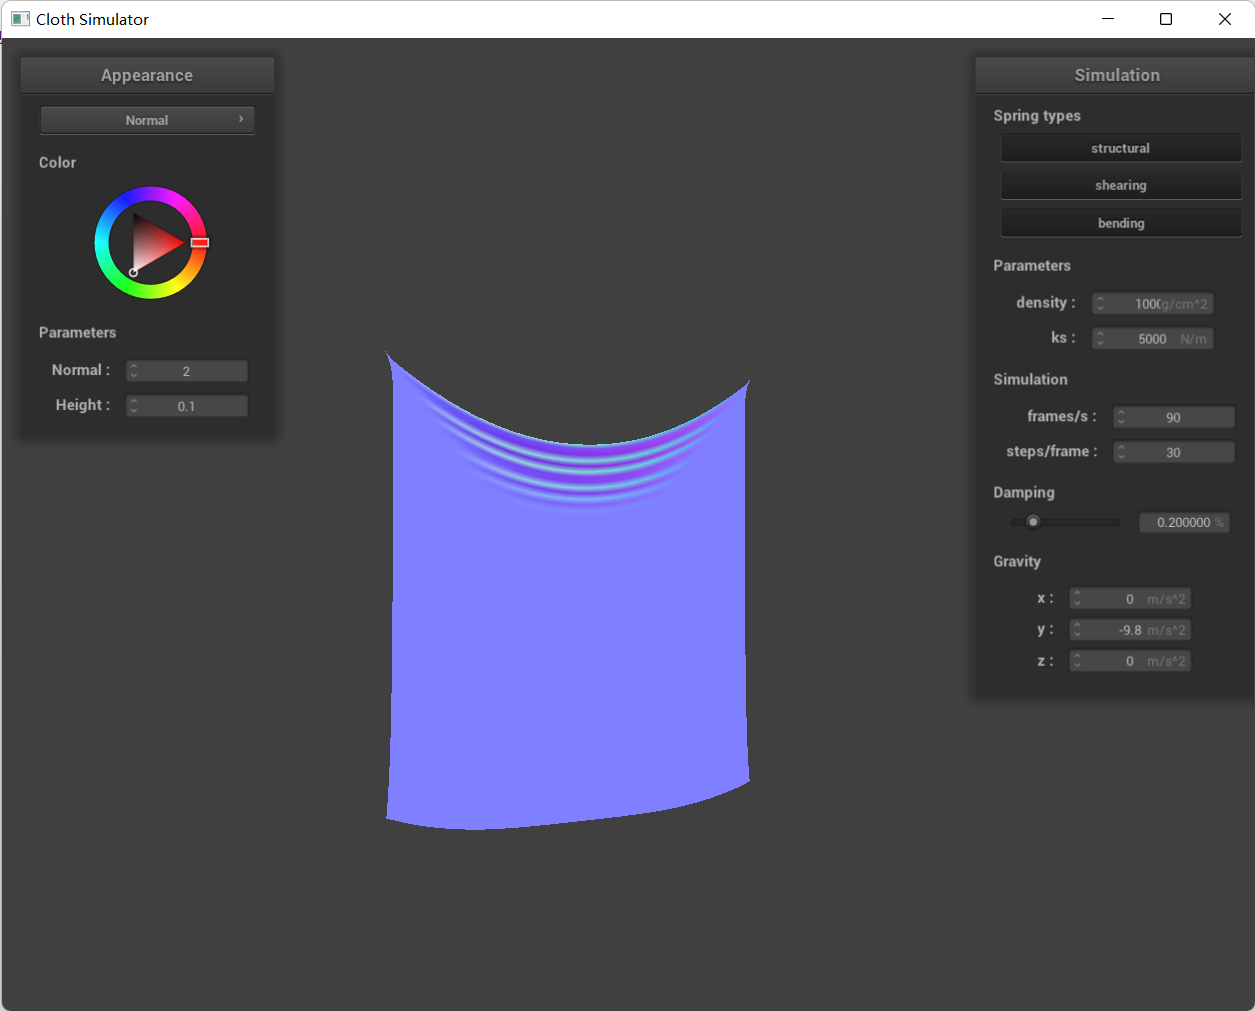 Cloth Simulator
Appearance
Normal
Color
Parameters
Normal : 2
Height : 0.1
Simulation
Spring types
structural
shearing
bending
Parameters
density : 100 g/cm^2
ks : 5000 N/m
Simulation
frames/s : 90
steps/frame : 30
Damping
0.200000 %
Gravity
x : 0 m/s^2
y : -9.8 m/s^2
z : 0 m/s^2